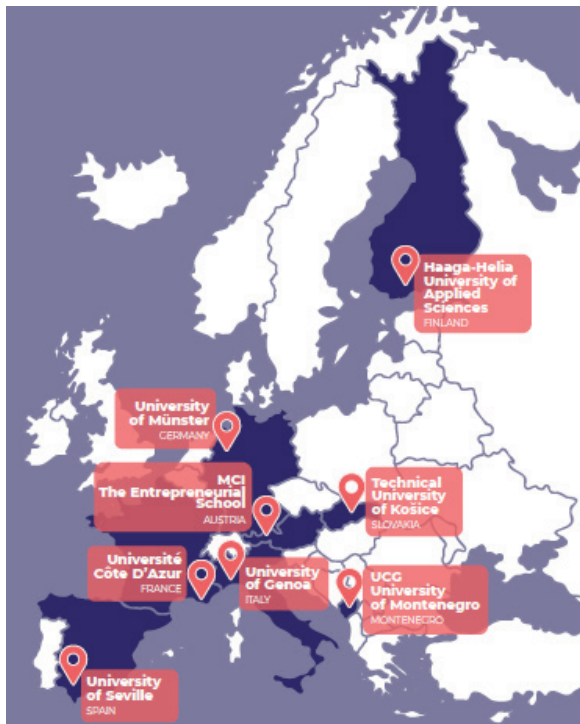 Haaga-Helia
University of
Applied
Sciences
FINLAND
University
of Münster
GERMANY
MCI
The Entrepreneurial
School
AUSTRIA
Technical
University
of Košice
SLOVAKIA
Université
Côte D'Azur
FRANCE
University
of Genoa
ITALY
UCG
University
of Montenegro
MONTENEGRO
University
of Seville
SPAIN